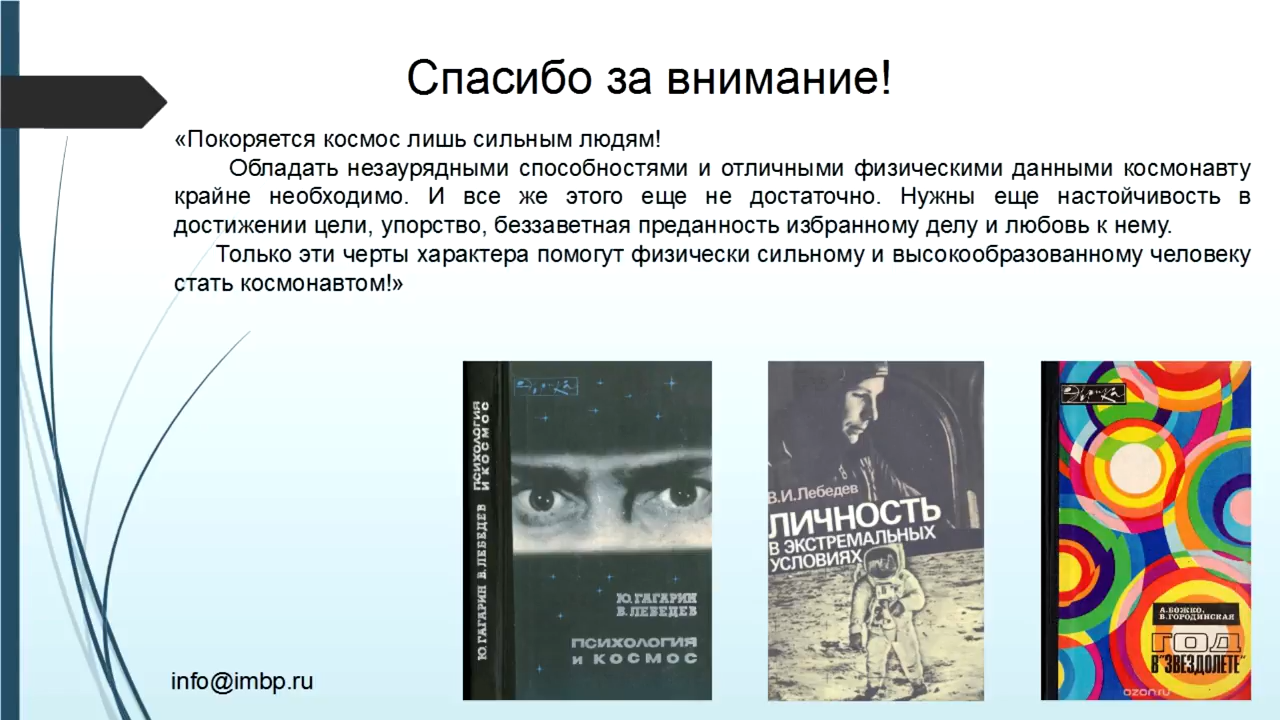 Спасибо за внимание!
«Покоряется космос лишь сильным людям!
Обладать незаурядными способностями и отличными физическими данными космонавту
крайне необходимо. И все же этого еще не достаточно. Нужны еще настойчивость в
достижении цели, упорство, беззаветная преданность избранному делу и любовь к нему.
Только эти черты характера помогут физически сильному и высокообразованному человеку
стать космонавтом!»
Ю.ГАГАРИН В.ЛЕБЕДЕВ ПСИХОЛОГИЯ
И КОСМОС
Эврика
Ю.ГАГАРИН
В.ЛЕБЕДЕВ
ПСИХОЛОГИЯ
И КОСМОС
В.И.Лебедев
ЛИЧНОСТЬ
В ЭКСТРЕМАЛЬНЫХ
УСЛОВИЯХ
Эврика
А.БОЖКО,
В.ГОРОДИНСКАЯ
ГОД
В"ЗВЕЗДОЛЕТЕ"
ozon.ru
info@imbp.ru